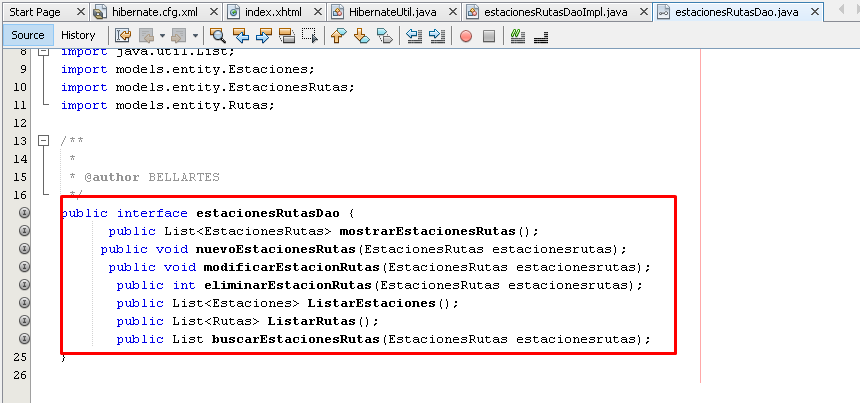 Start Page hibernate.cfg.xml index.xhtml HibernateUtil.java estacionesRutasDaoImpl.java estacionesRutasDao.java
Source History
8 import java.util.List;
9 import models.entity.Estaciones;
10 import models.entity.EstacionesRutas;
11 import models.entity.Rutas;
12
13 /**
14 *
15 * @author BELLARTES
16 */
public interface estacionesRutasDao {
public List<EstacionesRutas> mostrarEstacionesRutas();
public void nuevoEstacionesRutas(EstacionesRutas estacionesrutas);
public void modificarEstacionRutas(EstacionesRutas estacionesrutas);
public int eliminarEstacionRutas(EstacionesRutas estacionesrutas);
public List<Estaciones> ListarEstaciones();
public List<Rutas> ListarRutas();
public List buscarEstacionesRutas(EstacionesRutas estacionesrutas);
25 }
26